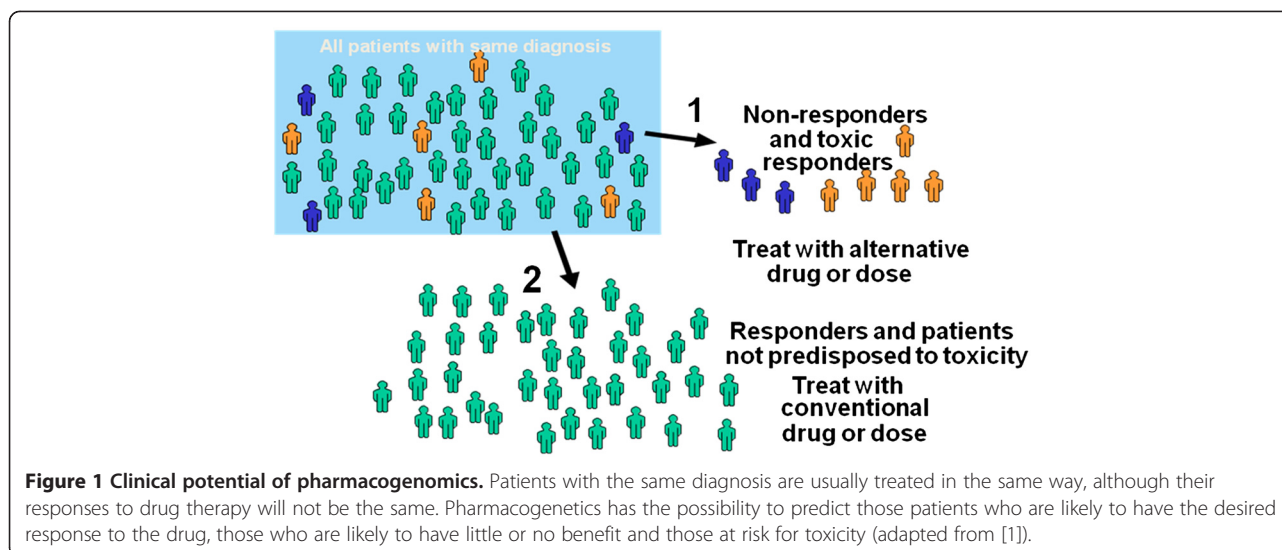 All patients with same diagnosis
1
Non-responders
and toxic
responders
Treat with alternative
drug or dose
2
Responders and patients
not predisposed to toxicity
Treat with
conventional
drug or dose
Figure 1 Clinical potential of pharmacogenomics. Patients with the same diagnosis are usually treated in the same way, although their
responses to drug therapy will not be the same. Pharmacogenetics has the possibility to predict those patients who are likely to have the desired
response to the drug, those who are likely to have little or no benefit and those at risk for toxicity (adapted from [1]).